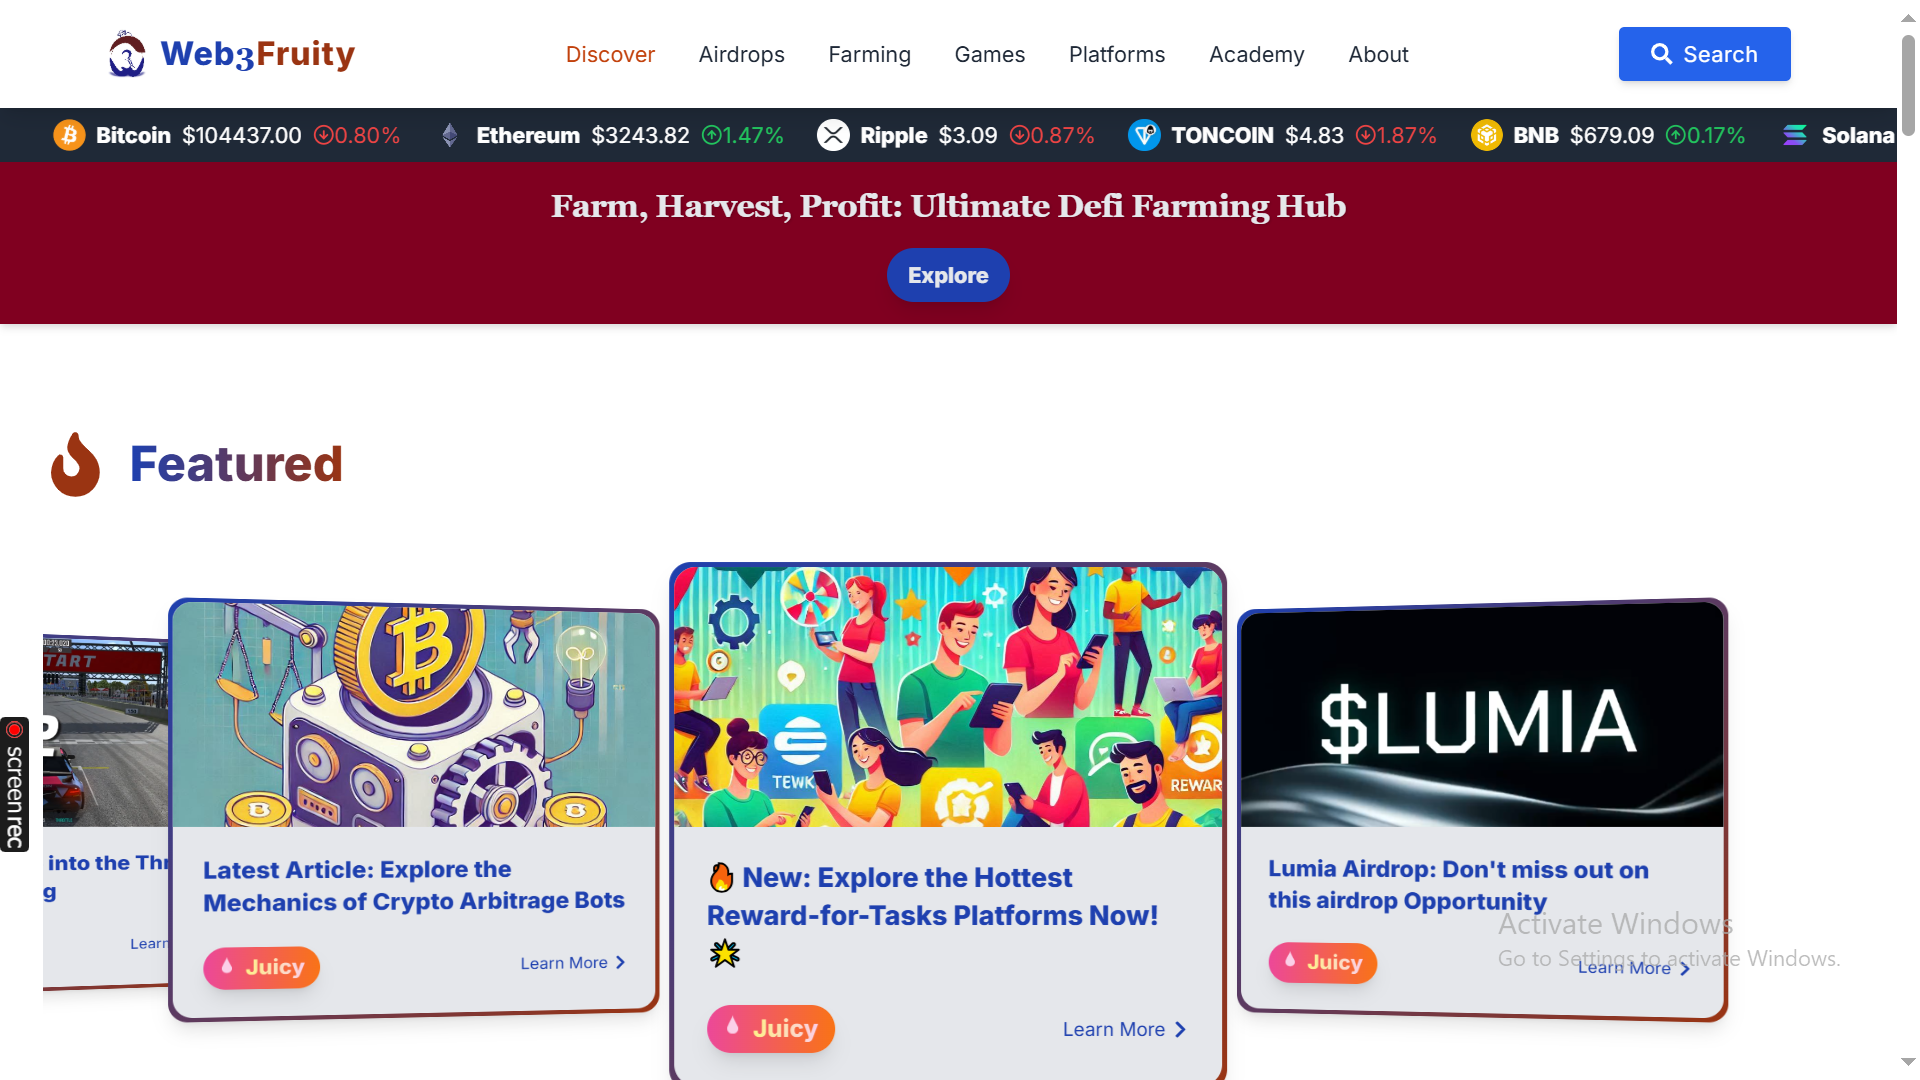 Web3Fruity
Discover Airdrops Farming Games Platforms Academy About
Search
Bitcoin $104437.00 0.80% Ethereum $3243.82 1.47% Ripple $3.09 0.87% TONCOIN $4.83 1.87% BNB $679.09 0.17% Solana
Farm, Harvest, Profit: Ultimate Defi Farming Hub
Explore
Featured
TART
into the Thr
g
Learn
Latest Article: Explore the
Mechanics of Crypto Arbitrage Bots
Juicy
Learn More
TEWK
REWAR
🔥 New: Explore the Hottest
Reward-for-Tasks Platforms Now!
🌟
Juicy
Learn More
$LUMIA
Lumia Airdrop: Don't miss out on
this airdrop Opportunity
Juicy
Learn More
Activate Windows
Go to Settings to activate Windows.
screenrec